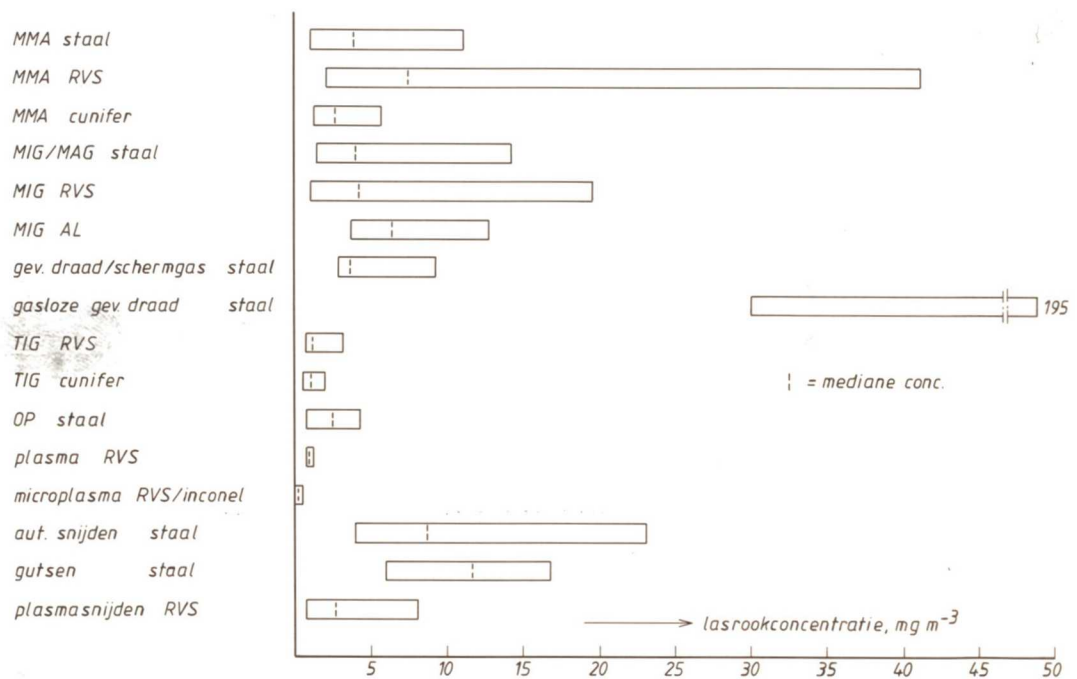 MMA staal
MMA RVS
MMA cunifer
MIG/MAG staal
MIG RVS
MIG AL
gev. draad/schermgas staal
gasloze gev. draad staal
195
TIG RVS
TIG cunifer
¦ = mediane conc.
OP staal
plasma RVS
microplasma RVS/inconel
aut. snijden staal
gutsen staal
plasmasnijden RVS
lasrookconcentratie, mg m⁻³
5 10 15 20 25 30 35 40 45 50